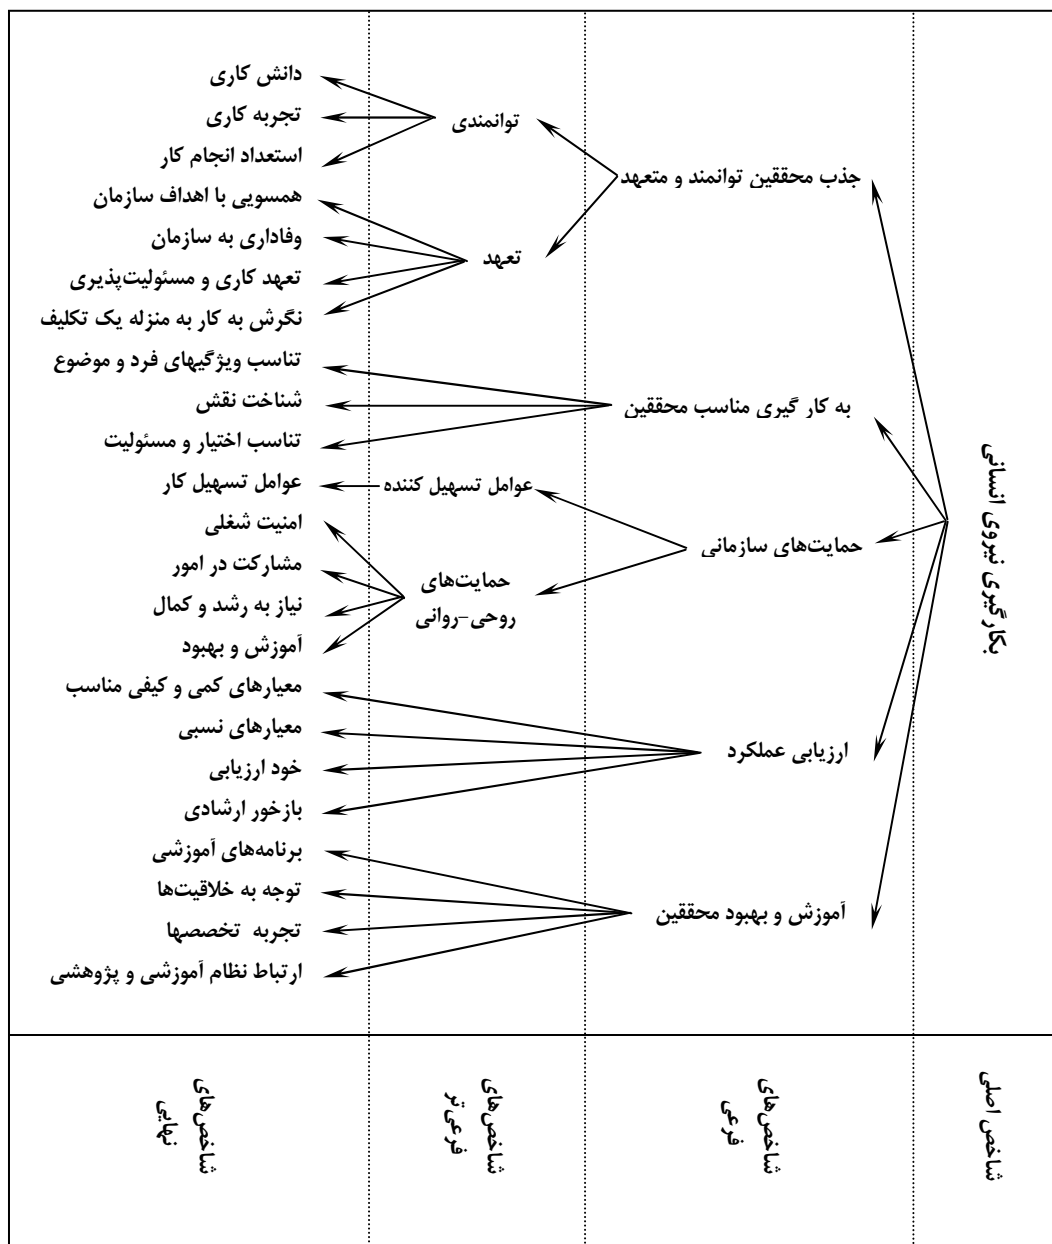 بکارگیری نیروی انسانی
جذب محققین توانمند و متعهد
به کار گیری مناسب محققین
حمایت‌های سازمانی
ارزیابی عملکرد
آموزش و بهبود محققین
توانمندی
تعهد
عوامل تسهیل کننده
حمایت‌های
روحی-روانی
دانش کاری
تجربه کاری
استعداد انجام کار
همسویی با اهداف سازمان
وفاداری به سازمان
تعهد کاری و مسئولیت‌پذیری
نگرش به کار به منزله یک تکلیف
تناسب ویژگیهای فرد و موضوع
شناخت نقش
تناسب اختیار و مسئولیت
عوامل تسهیل کار
امنیت شغلی
مشارکت در امور
نیاز به رشد و کمال
آموزش و بهبود
معیارهای کمی و کیفی مناسب
معیارهای نسبی
خود ارزیابی
بازخور ارشادی
برنامه‌های آموزشی
توجه به خلاقیت‌ها
تجربه تخصصها
ارتباط نظام آموزشی و پژوهشی
شاخص اصلی
شاخص‌های
فرعی
شاخص‌های
فرعی‌تر
شاخص‌های
نهایی